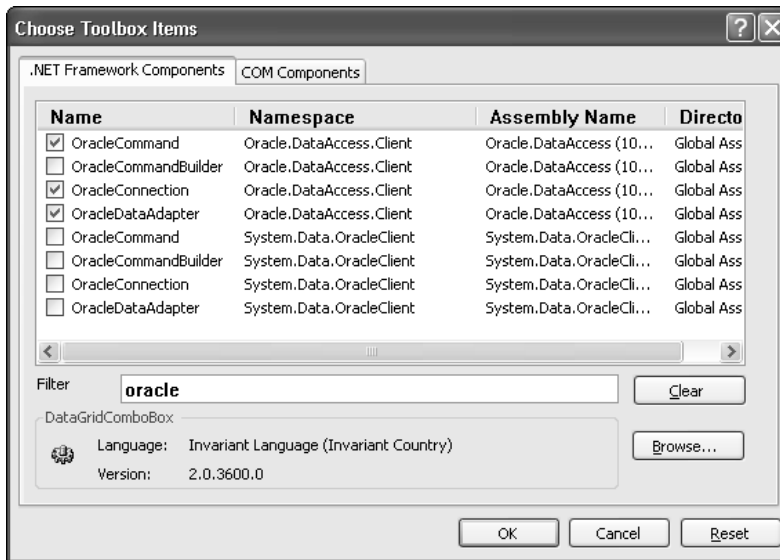 Choose Toolbox Items
.NET Framework Components COM Components
Name Namespace Assembly Name Directo
OracleCommand Oracle.DataAccess.Client Oracle.DataAccess (10... Global Ass
OracleCommandBuilder Oracle.DataAccess.Client Oracle.DataAccess (10... Global Ass
OracleConnection Oracle.DataAccess.Client Oracle.DataAccess (10... Global Ass
OracleDataAdapter Oracle.DataAccess.Client Oracle.DataAccess (10... Global Ass
OracleCommand System.Data.OracleClient System.Data.OracleCli... Global Ass
OracleCommandBuilder System.Data.OracleClient System.Data.OracleCli... Global Ass
OracleConnection System.Data.OracleClient System.Data.OracleCli... Global Ass
OracleDataAdapter System.Data.OracleClient System.Data.OracleCli... Global Ass
Filter oracle Clear
DataGridComboBox
Language: Invariant Language (Invariant Country) Browse...
Version: 2.0.3600.0
OK Cancel Reset